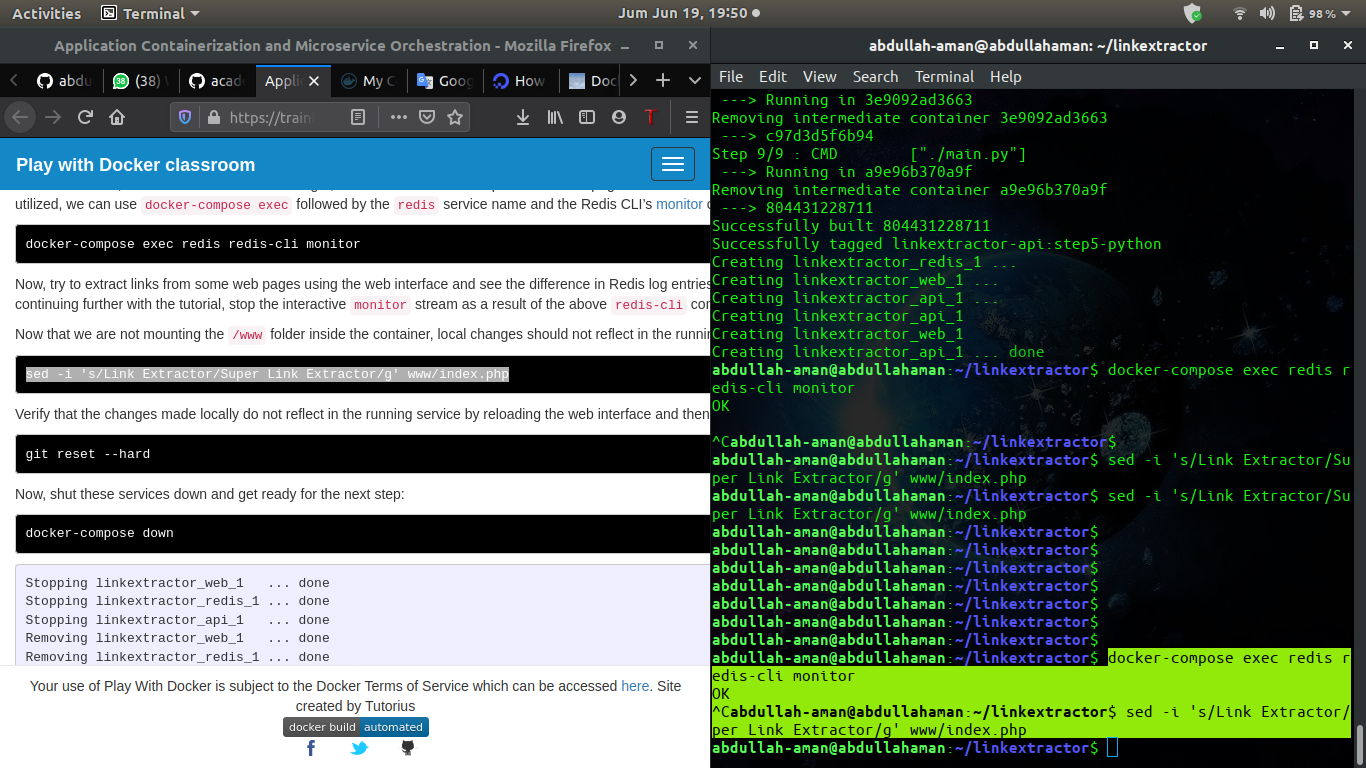 Activities
Terminal
Jum Jun 19, 19:50
98 %
Application Containerization and Microservice Orchestration - Mozilla Firefox
abdu
(38) W
acad
Appli
My C
Goog
How
Doc
https://train
Play with Docker classroom
utilized, we can use docker-compose exec followed by the redis service name and the Redis CLI's monitor
docker-compose exec redis redis-cli monitor
Now, try to extract links from some web pages using the web interface and see the difference in Redis log entries
continuing further with the tutorial, stop the interactive monitor stream as a result of the above redis-cli
Now that we are not mounting the /www folder inside the container, local changes should not reflect in the
sed -i 's/Link Extractor/Super Link Extractor/g' www/index.php
Verify that the changes made locally do not reflect in the running service by reloading the web interface and then
git reset --hard
Now, shut these services down and get ready for the next step:
docker-compose down
Stopping linkextractor_web_1   ... done
Stopping linkextractor_redis_1 ... done
Stopping linkextractor_api_1   ... done
Removing linkextractor_web_1   ... done
Removing linkextractor_redis_1 ... done
Your use of Play With Docker is subject to the Docker Terms of Service which can be accessed here. Site
created by Tutorius
docker build automated
abdullah-aman@abdullahaman: ~/linkextractor
File Edit View Search Terminal Help
---> Running in 3e9092ad3663
Removing intermediate container 3e9092ad3663
---> c97d3d5f6b94
Step 9/9 : CMD        ["./main.py"]
---> Running in a9e96b370a9f
Removing intermediate container a9e96b370a9f
---> 804431228711
Successfully built 804431228711
Successfully tagged linkextractor-api:step5-python
Creating linkextractor_redis_1 ...
Creating linkextractor_web_1 ...
Creating linkextractor_api_1 ...
Creating linkextractor_api_1
Creating linkextractor_web_1
Creating linkextractor_api_1 ... done
abdullah-aman@abdullahaman:~/linkextractor$ docker-compose exec redis r
edis-cli monitor
OK
^Cabdullah-aman@abdullahaman:~/linkextractor$
abdullah-aman@abdullahaman:~/linkextractor$ sed -i 's/Link Extractor/Su
per Link Extractor/g' www/index.php
abdullah-aman@abdullahaman:~/linkextractor$ sed -i 's/Link Extractor/Su
per Link Extractor/g' www/index.php
abdullah-aman@abdullahaman:~/linkextractor$
abdullah-aman@abdullahaman:~/linkextractor$
abdullah-aman@abdullahaman:~/linkextractor$
abdullah-aman@abdullahaman:~/linkextractor$
abdullah-aman@abdullahaman:~/linkextractor$
abdullah-aman@abdullahaman:~/linkextractor$
abdullah-aman@abdullahaman:~/linkextractor$
abdullah-aman@abdullahaman:~/linkextractor$ docker-compose exec redis r
edis-cli monitor
OK
^Cabdullah-aman@abdullahaman:~/linkextractor$ sed -i 's/Link Extractor/
per Link Extractor/g' www/index.php
abdullah-aman@abdullahaman:~/linkextractor$